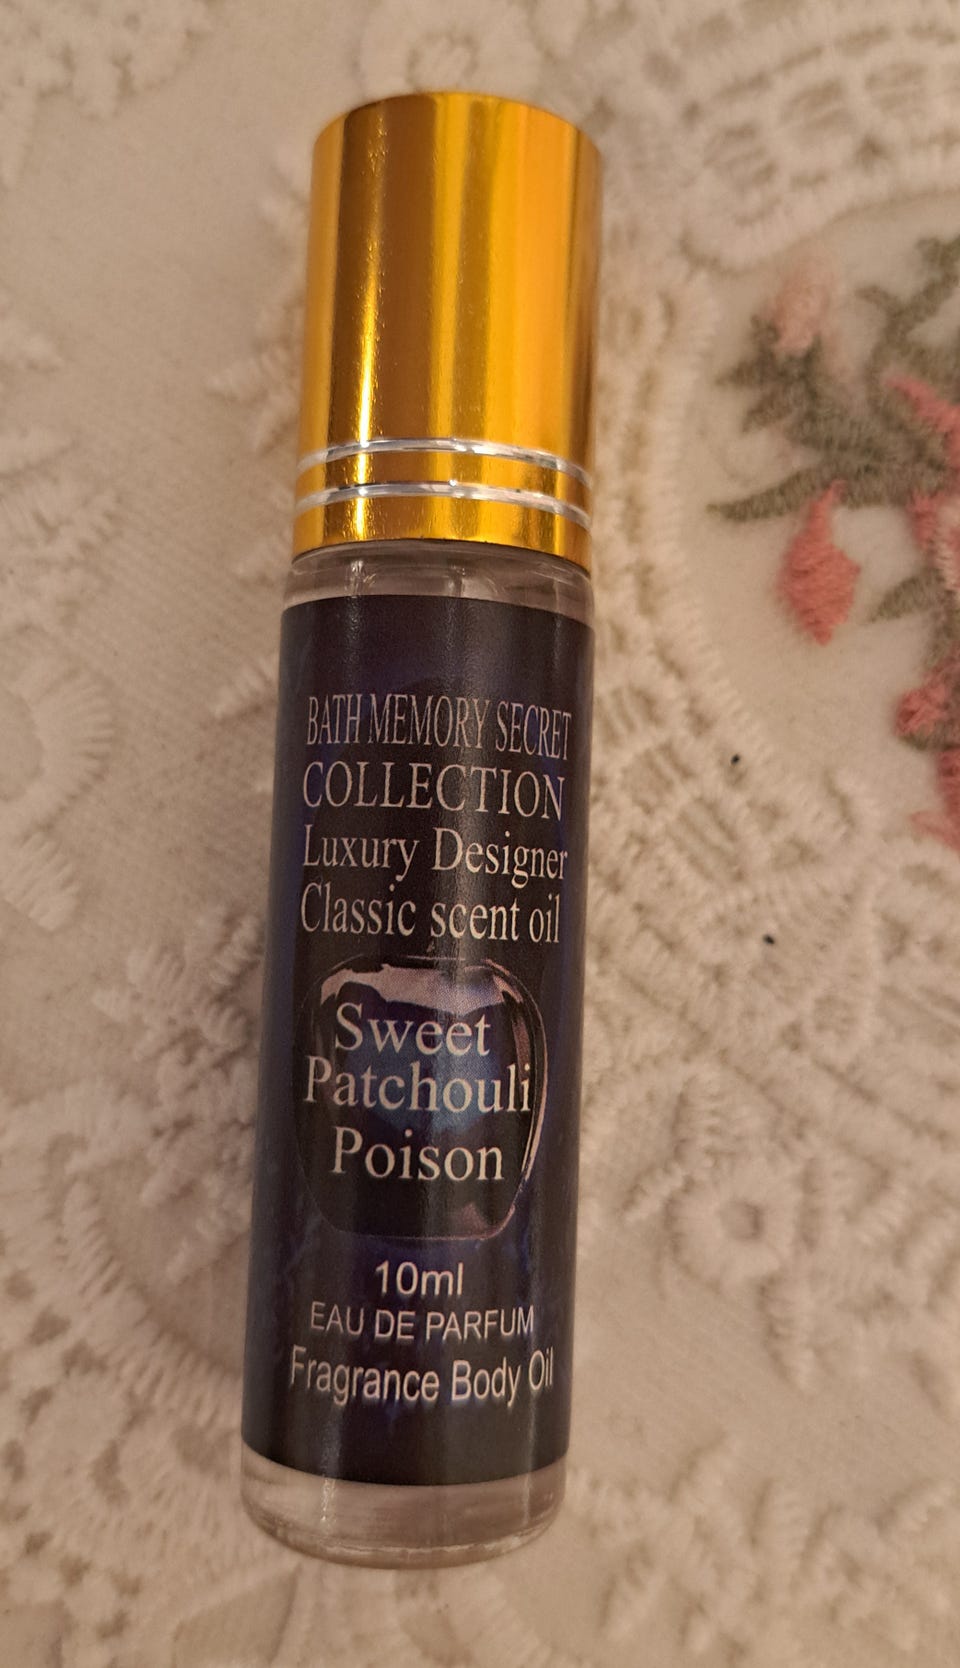 BATH MEMORY SECRET
COLLECTION
Luxury Designer
Classic scent oil
Sweet
Patchouli
Poison
10ml
EAU DE PARFUM
Fragrance Body Oil